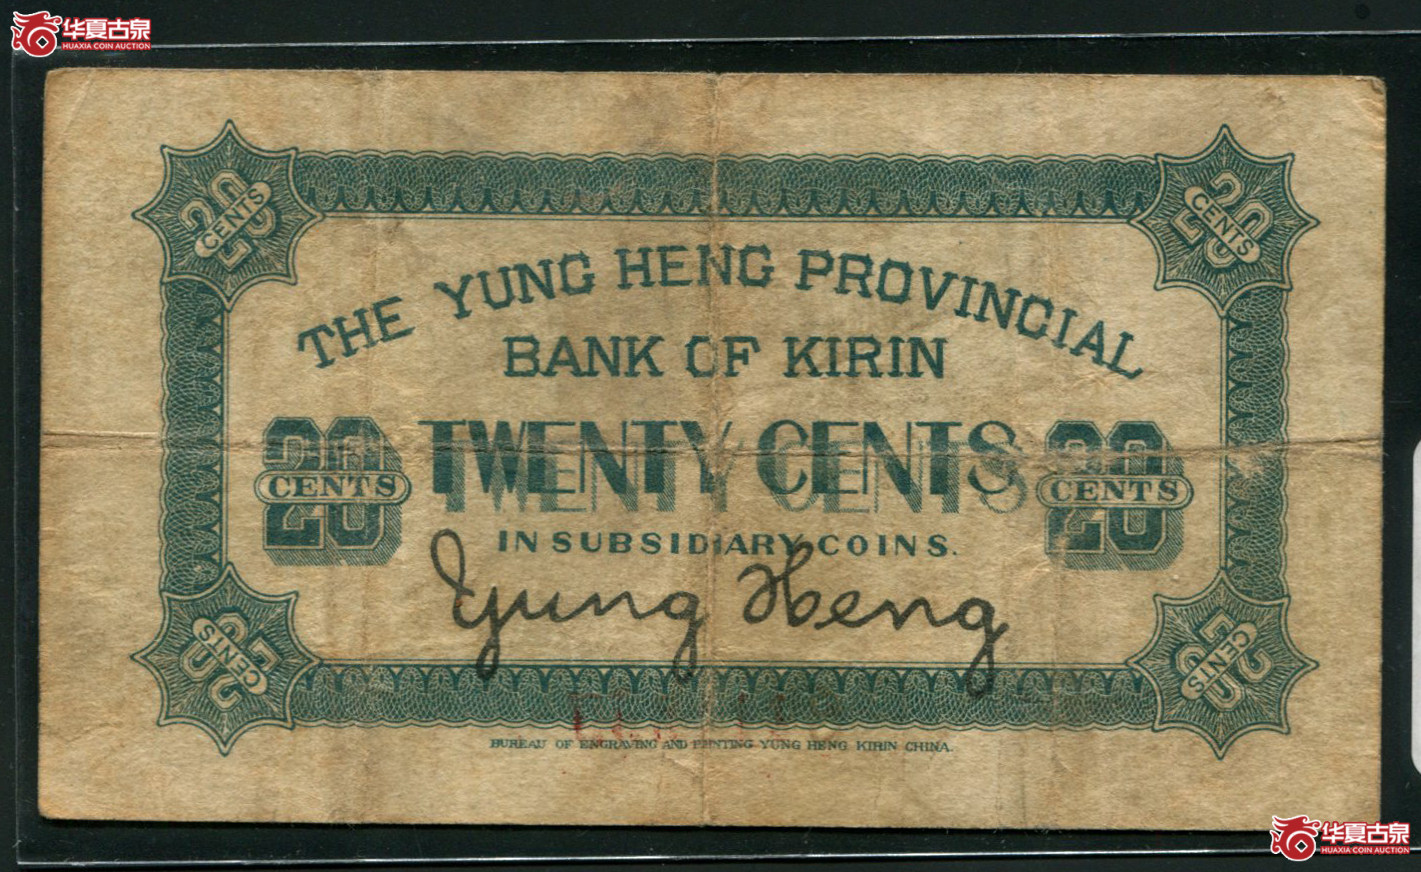 华夏古泉
HUAXIA COIN AUCTION
20 CENTS
20 CENTS
THE YUNG HENG PROVINCIAL
BANK OF KIRIN
20 CENTS
TWENTY CENTS
20 CENTS
IN SUBSIDIARY COINS.
Yung Heng
20 CENTS
20 CENTS
BUREAU OF ENGRAVING AND PRINTING YUNG HENG KIRIN CHINA.
华夏古泉
HUAXIA COIN AUCTION